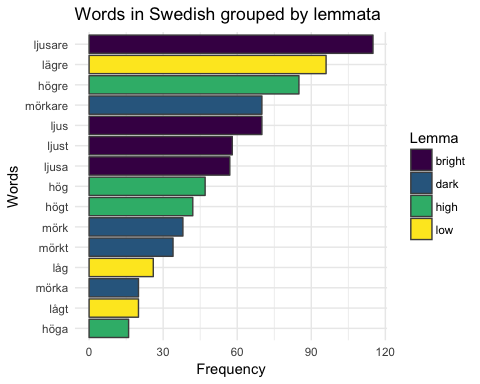 Words in Swedish grouped by lemmata
ljusare
lägre
högre
mörkare
ljus
ljust
ljusa
hög
högt
mörk
mörkt
låg
mörka
lågt
höga
Words
0 30 60 90 120
Frequency
Lemma
bright
dark
high
low